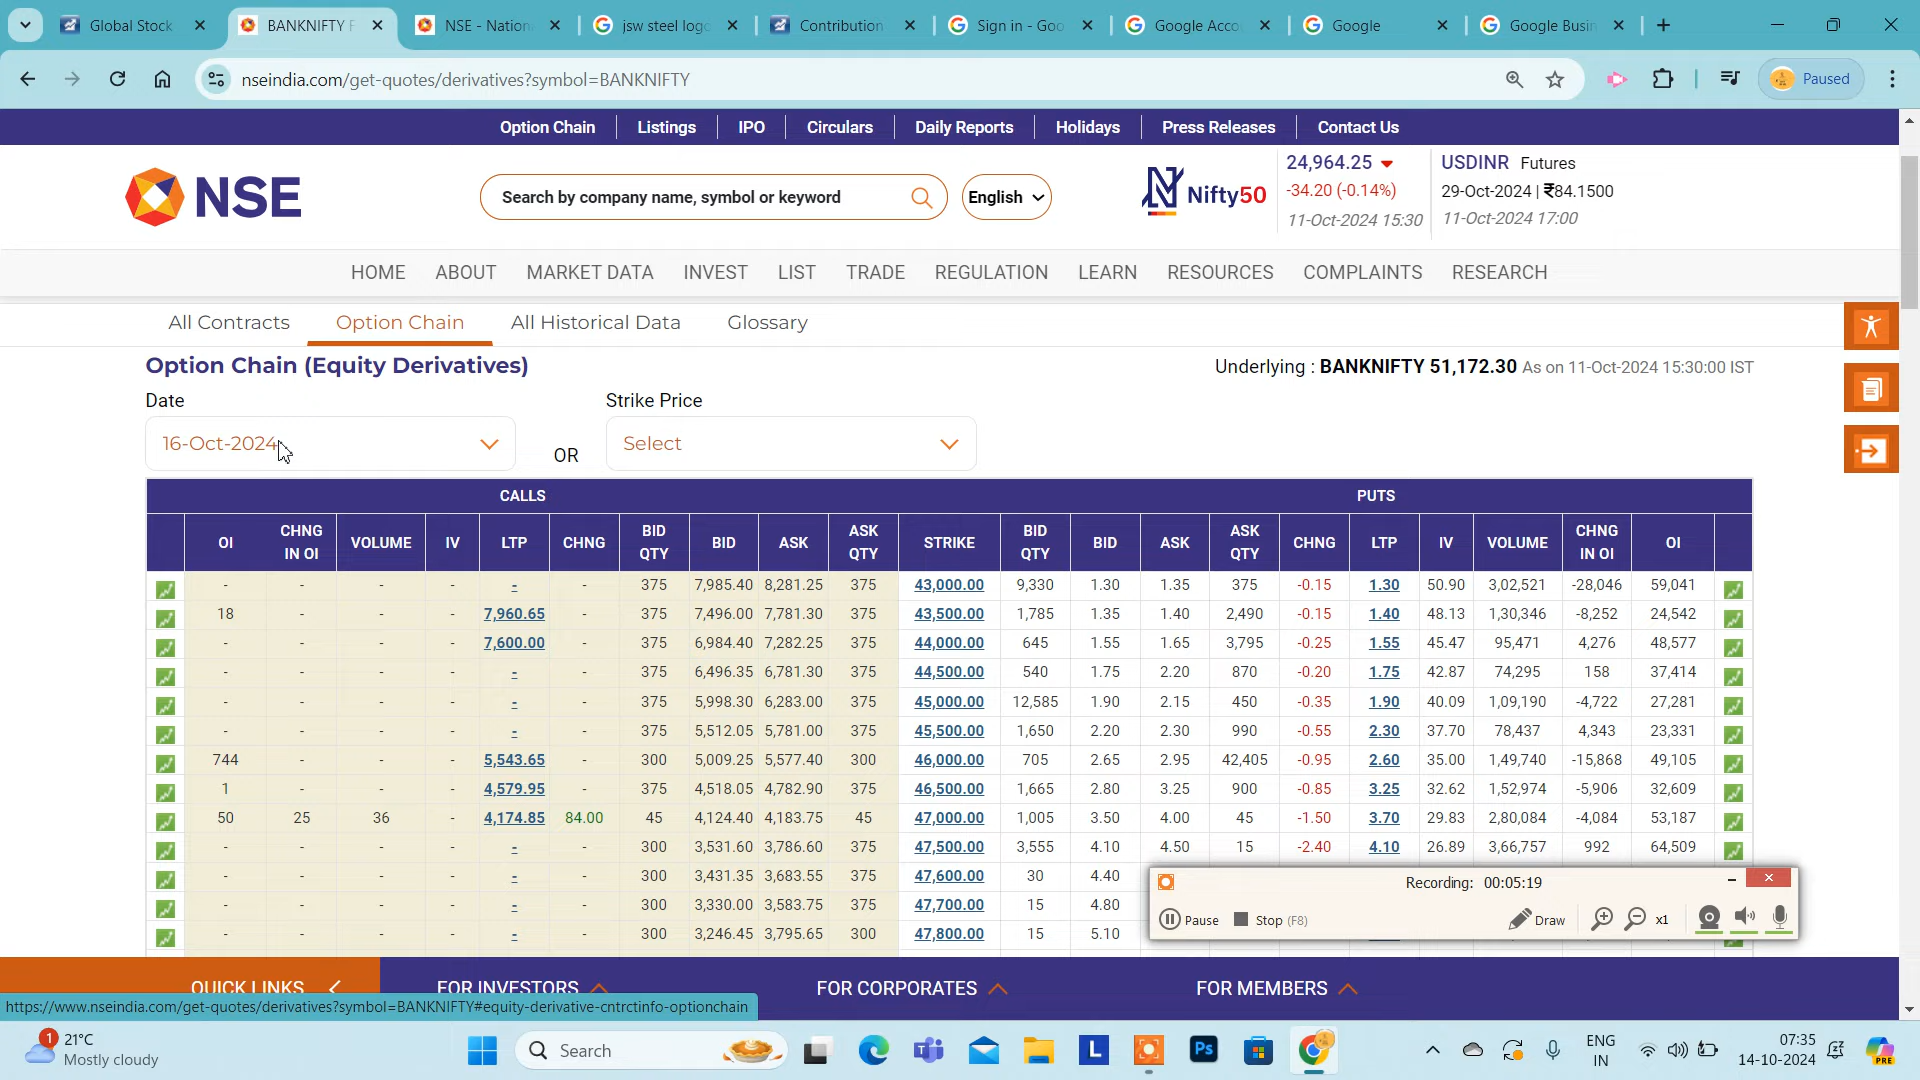 Global Stock
BANKNIFTY F
NSE - Nation
jsw steel logo
Contribution
Sign in - Goo
Google Acco
Google
Google Busin
nseindia.com/get-quotes/derivatives?symbol=BANKNIFTY
Paused
Option Chain Listings IPO Circulars Daily Reports Holidays Press Releases Contact Us
NSE
Search by company name, symbol or keyword
English
Nifty50
24,964.25
-34.20 (-0.14%)
11-Oct-2024 15:30
USDINR Futures
29-Oct-2024 | ₹84.1500
11-Oct-2024 17:00
HOME ABOUT MARKET DATA INVEST LIST TRADE REGULATION LEARN RESOURCES COMPLAINTS RESEARCH
All Contracts Option Chain All Historical Data Glossary
Option Chain (Equity Derivatives)
Underlying : BANKNIFTY 51,172.30 As on 11-Oct-2024 15:30:00 IST
Date
Strike Price
16-Oct-2024
OR
Select
CALLS PUTS
OI CHNG IN OI VOLUME IV LTP CHNG BID QTY BID ASK ASK QTY STRIKE BID QTY BID ASK ASK QTY CHNG LTP IV VOLUME CHNG IN OI OI
- - - - - - 375 7,985.40 8,281.25 375 43,000.00 9,330 1.30 1.35 375 -0.15 1.30 50.90 3,02,521 -28,046 59,041
18 - - - 7,960.65 - 375 7,496.00 7,781.30 375 43,500.00 1,785 1.35 1.40 2,490 -0.15 1.40 48.13 1,30,346 -8,252 24,542
- - - - 7,600.00 - 375 6,984.40 7,282.25 375 44,000.00 645 1.55 1.65 3,795 -0.25 1.55 45.47 95,471 4,276 48,577
- - - - - - 375 6,496.35 6,781.30 375 44,500.00 540 1.75 2.20 870 -0.20 1.75 42.87 74,295 158 37,414
- - - - - - 375 5,998.30 6,283.00 375 45,000.00 12,585 1.90 2.15 450 -0.35 1.90 40.09 1,09,190 -4,722 27,281
- - - - - - 375 5,512.05 5,781.00 375 45,500.00 1,650 2.20 2.30 990 -0.55 2.30 37.70 78,437 4,343 23,331
744 - - - 5,543.65 - 300 5,009.25 5,577.40 300 46,000.00 705 2.65 2.95 42,405 -0.95 2.60 35.00 1,49,740 -15,868 49,105
1 - - - 4,579.95 - 375 4,518.05 4,782.90 375 46,500.00 1,665 2.80 3.25 900 -0.85 3.25 32.62 1,52,974 -5,906 32,609
50 25 36 - 4,174.85 84.00 45 4,124.40 4,183.75 45 47,000.00 1,005 3.50 4.00 45 -1.50 3.70 29.83 2,80,084 -4,084 53,187
- - - - - - 300 3,531.60 3,786.60 375 47,500.00 3,555 4.10 4.50 15 -2.40 4.10 26.89 3,66,757 992 64,509
- - - - - - 300 3,431.35 3,683.55 375 47,600.00 30 4.40
- - - - - - 300 3,330.00 3,583.75 375 47,700.00 15 4.80
- - - - - - 300 3,246.45 3,795.65 300 47,800.00 15 5.10
Recording: 00:05:19
Pause Stop (F8) Draw x1
QUICK LINKS FOR INVESTORS FOR CORPORATES FOR MEMBERS
https://www.nseindia.com/get-quotes/derivatives?symbol=BANKNIFTY#equity-derivative-cntrctinfo-optionchain
1
21°C
Mostly cloudy
Search
L
Ps
ENG
IN
07:35
14-10-2024
PRE